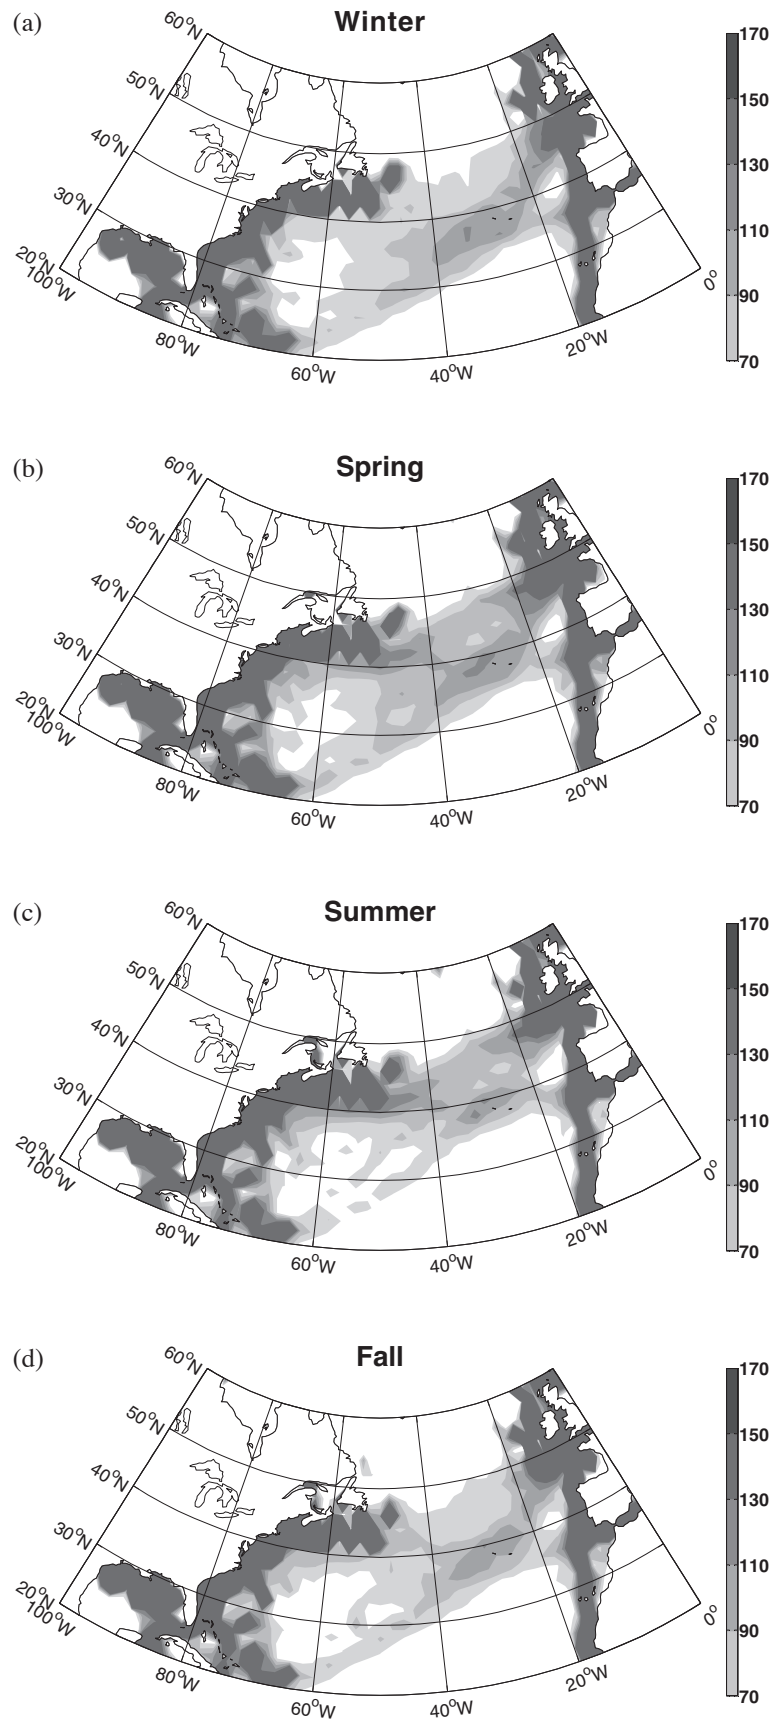 (a)
Winter
60°N
50°N
40°N
30°N
20°N
100°W
80°W
60°W
40°W
20°W
0°
170
150
130
110
90
70
(b)
Spring
60°N
50°N
40°N
30°N
20°N
100°W
80°W
60°W
40°W
20°W
0°
170
150
130
110
90
70
(c)
Summer
60°N
50°N
40°N
30°N
20°N
100°W
80°W
60°W
40°W
20°W
0°
170
150
130
110
90
70
(d)
Fall
60°N
50°N
40°N
30°N
20°N
100°W
80°W
60°W
40°W
20°W
0°
170
150
130
110
90
70